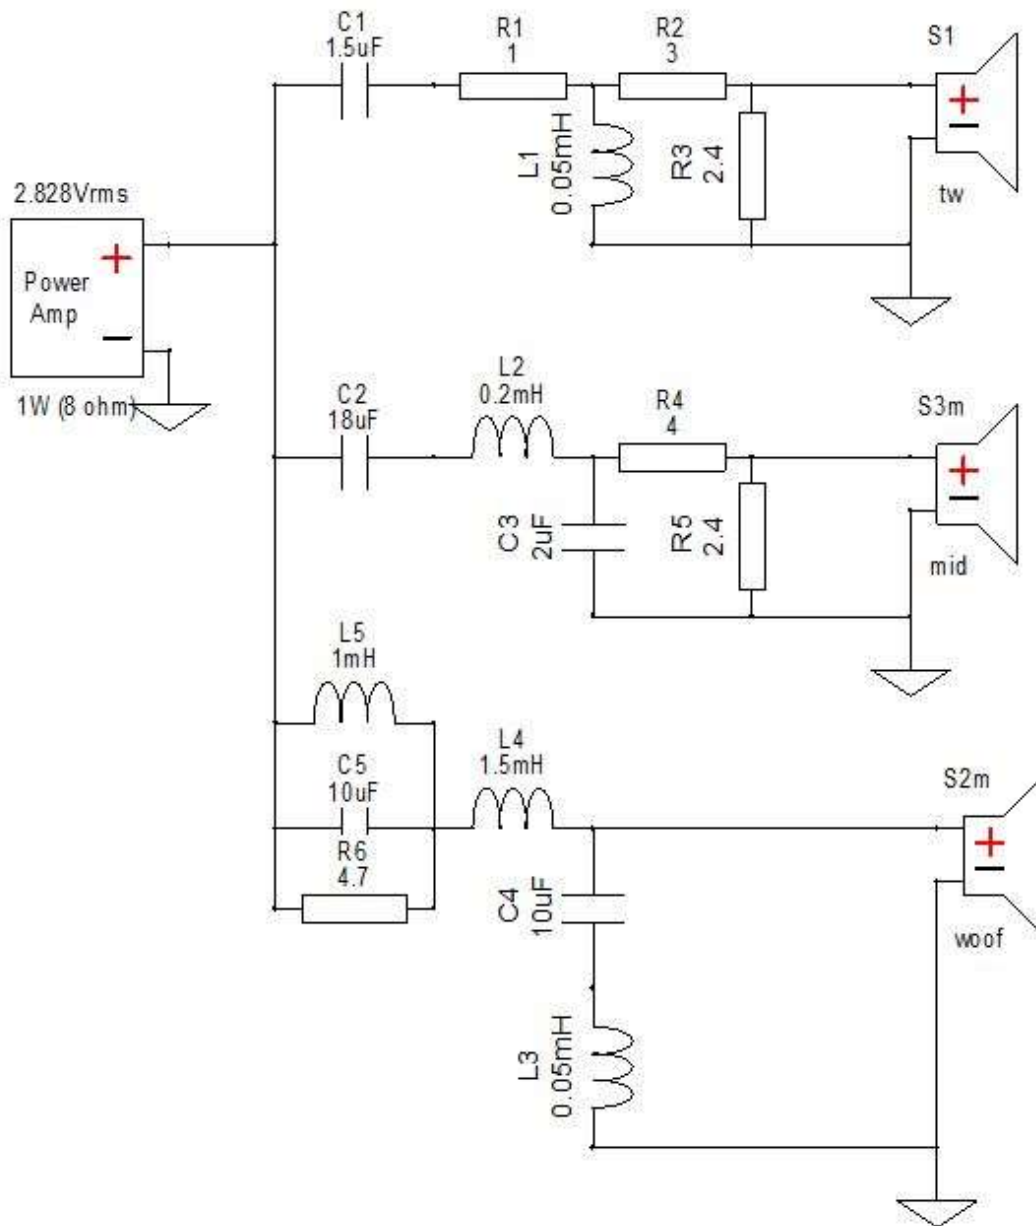 C1
1.5uF
R1
1
R2
3
S1
L1
0.05mH
R3
2.4
tw
2.828Vrms
+
Power
Amp
−
1W (8 ohm)
+
−
C2
18uF
L2
0.2mH
R4
4
S3m
+
−
C3
2uF
R5
2.4
mid
L5
1mH
C5
10uF
R6
4.7
L4
1.5mH
S2m
+
−
C4
10uF
woof
L3
0.05mH